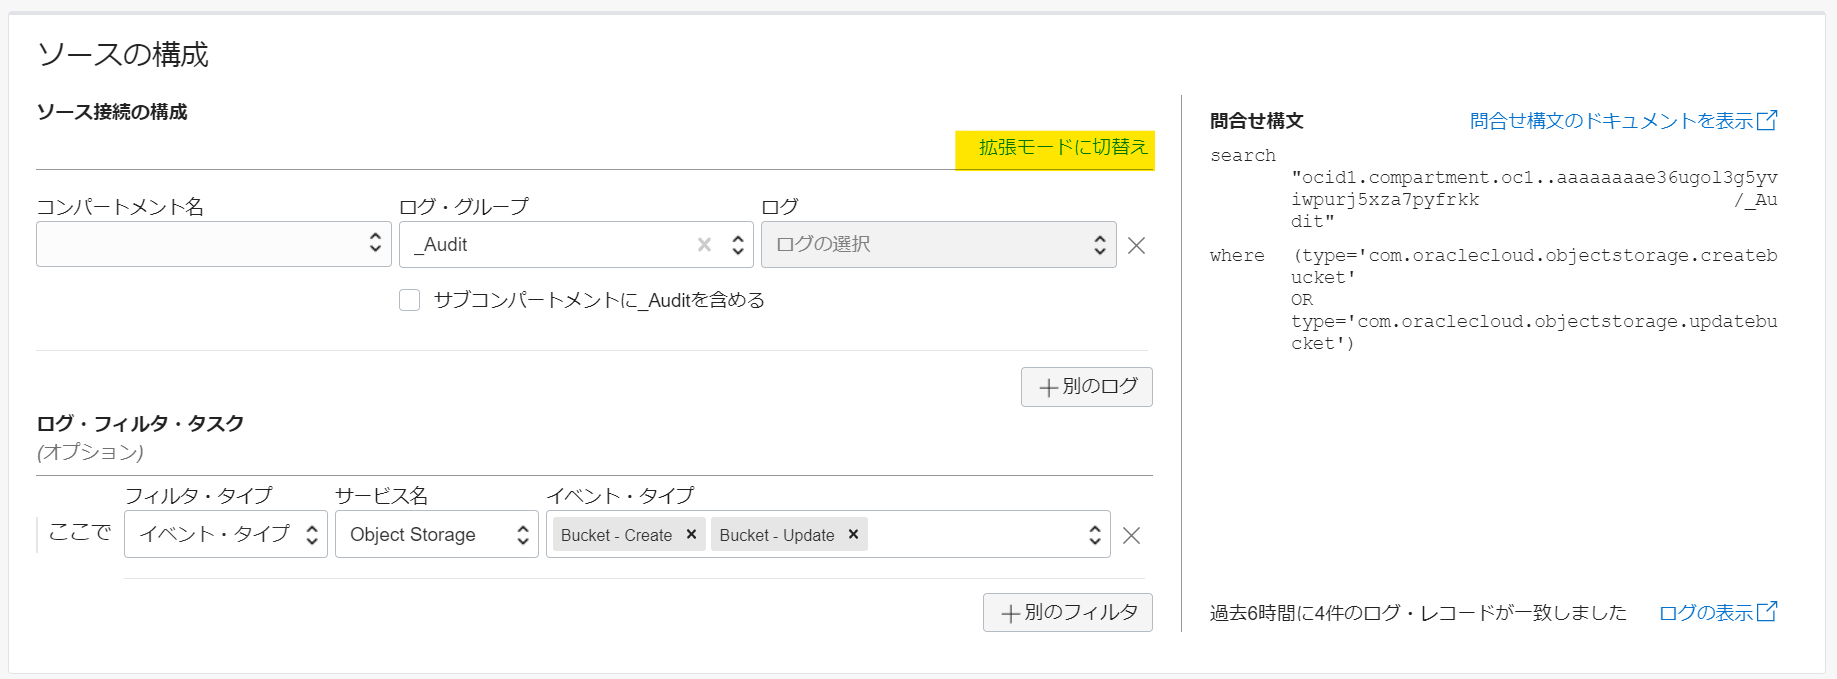 ソースの構成
ソース接続の構成
拡張モードに切替え
コンパートメント名
ログ・グループ
ログ
_Audit
ログの選択
サブコンパートメントに_Auditを含める
別のログ
ログ・フィルタ・タスク
(オプション)
フィルタ・タイプ
サービス名
イベント・タイプ
ここで
イベント・タイプ
Object Storage
Bucket - Create
Bucket - Update
別のフィルタ
問合せ構文
問合せ構文のドキュメントを表示
search
"ocid1.compartment.oc1..aaaaaaaae36ugol3g5yv
iwpurj5xza7pyfrkk /_Au
dit"
where (type='com.oraclecloud.objectstorage.createb
ucket'
OR
type='com.oraclecloud.objectstorage.updatebu
cket')
過去6時間に4件のログ・レコードが一致しました
ログの表示